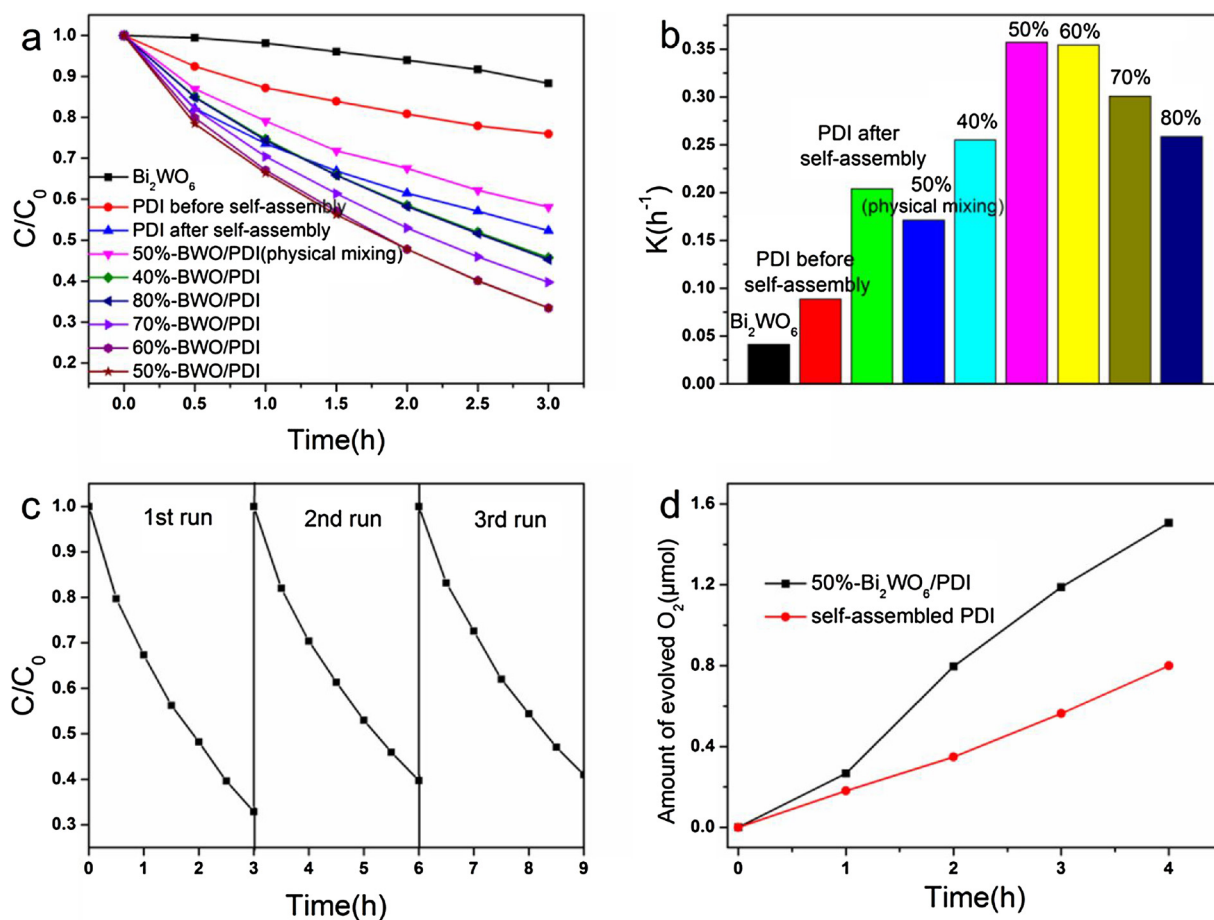 a
1.0
0.9
0.8
0.7
0.6
0.5
0.4
0.3
0.2
C/C₀
Bi₂WO₆
PDI before self-assembly
PDI after self-assembly
50%-BWO/PDI(physical mixing)
40%-BWO/PDI
80%-BWO/PDI
70%-BWO/PDI
60%-BWO/PDI
50%-BWO/PDI
0.0 0.5 1.0 1.5 2.0 2.5 3.0
Time(h)
b
0.35
0.30
0.25
0.20
0.15
0.10
0.05
0.00
K(h⁻¹)
Bi₂WO₆
PDI before
self-assembly
PDI after
self-assembly
50%
(physical mixing)
40%
50%
60%
70%
80%
c
1.0
0.9
0.8
0.7
0.6
0.5
0.4
0.3
C/C₀
1st run
2nd run
3rd run
0 1 2 3 4 5 6 7 8 9
Time(h)
d
1.6
1.2
0.8
0.4
0.0
Amount of evolved O₂(μmol)
50%-Bi₂WO₆/PDI
self-assembled PDI
0 1 2 3 4
Time(h)